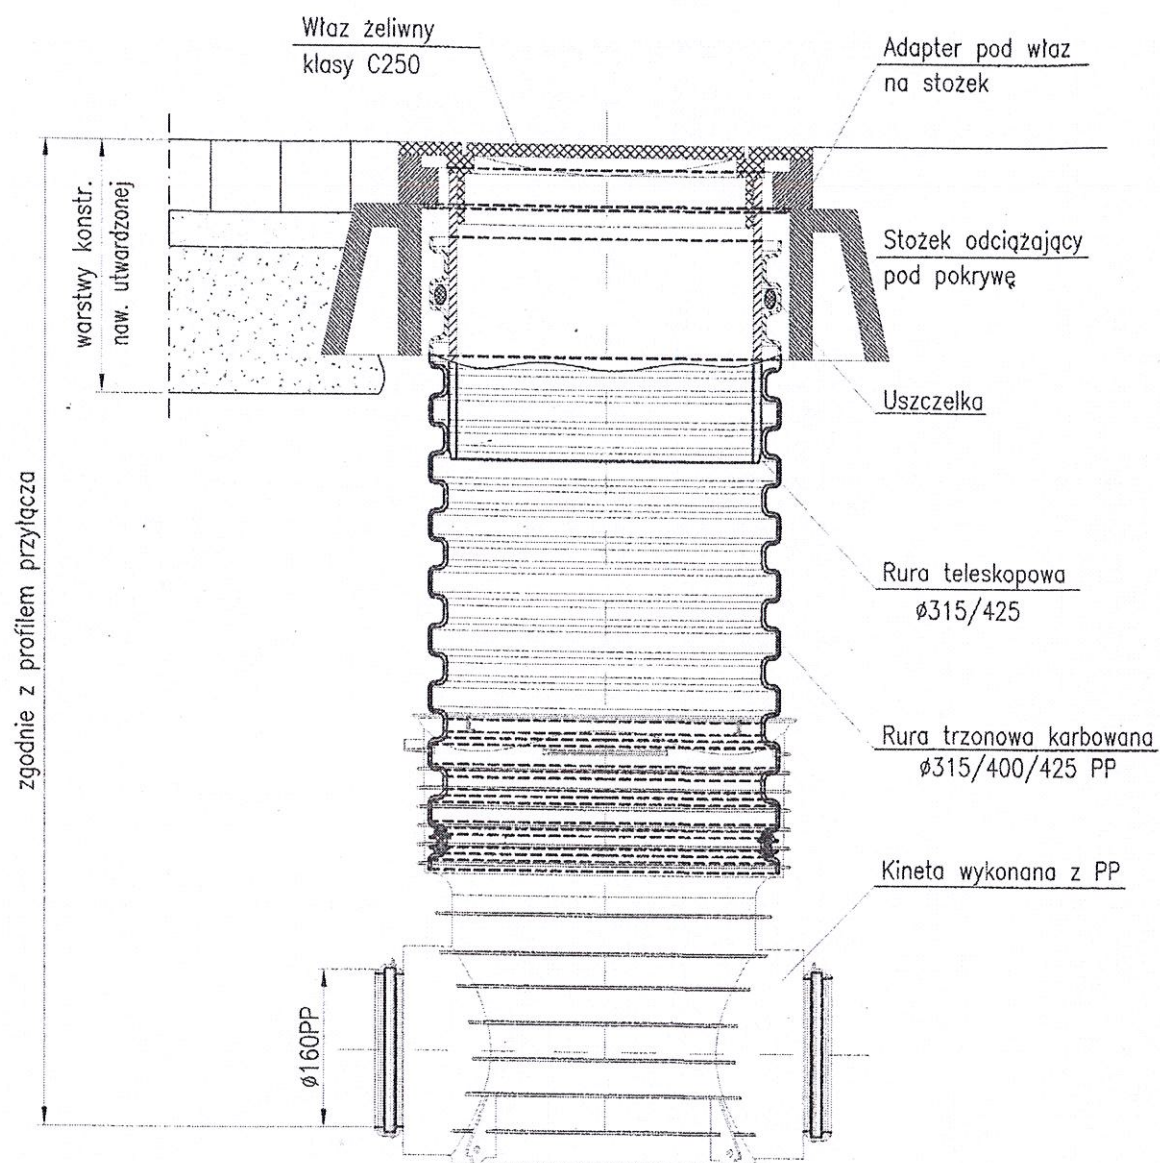 Właz żeliwny
klasy C250
Adapter pod właz
na stożek
warstwy konstr.
naw. utwardzonej
Stożek odciążający
pod pokrywę
Uszczelka
zgodnie z profilem przyłącza
Rura teleskopowa
ø315/425
Rura trzonowa karbowana
ø315/400/425 PP
Kineta wykonana z PP
ø160PP